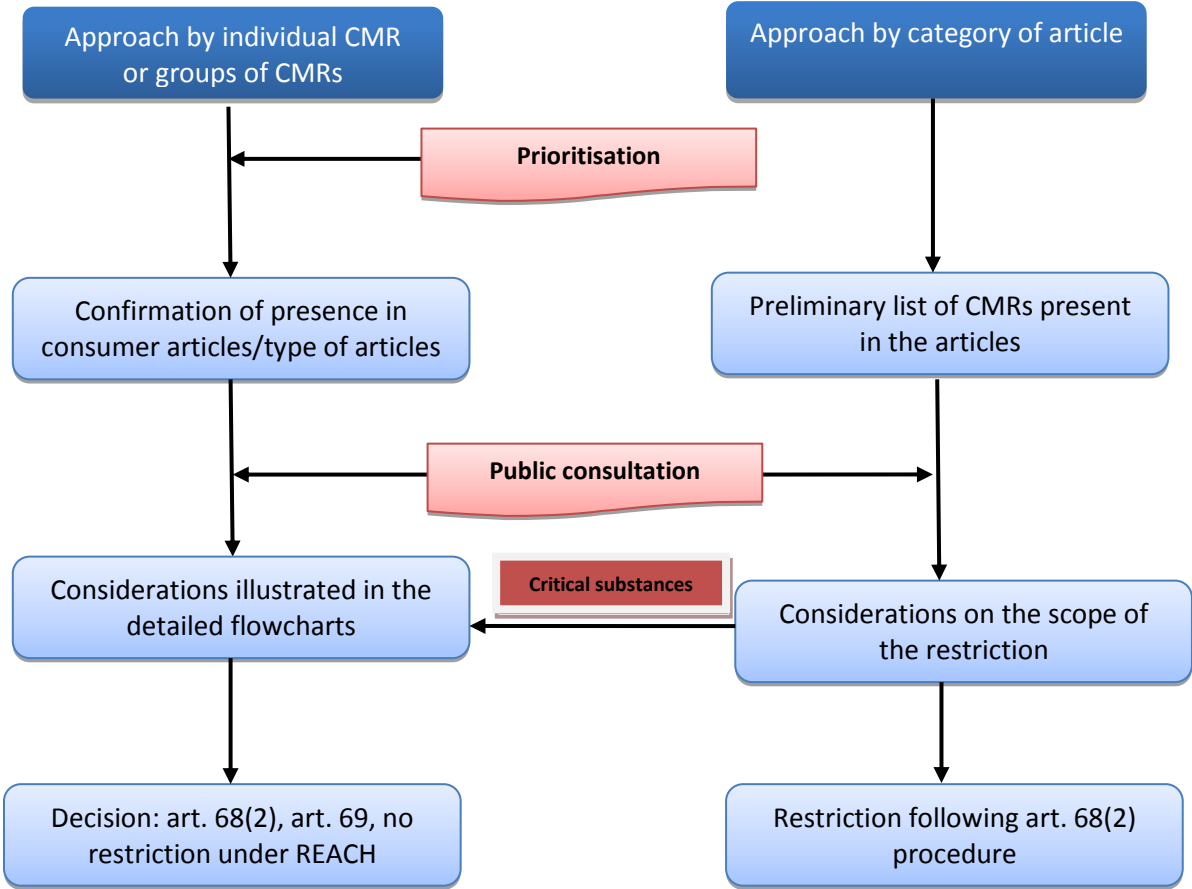 Approach by individual CMR
or groups of CMRs
Approach by category of article
Prioritisation
Confirmation of presence in
consumer articles/type of articles
Preliminary list of CMRs present
in the articles
Public consultation
Considerations illustrated in the
detailed flowcharts
Critical substances
Considerations on the scope of
the restriction
Decision: art. 68(2), art. 69, no
restriction under REACH
Restriction following art. 68(2)
procedure